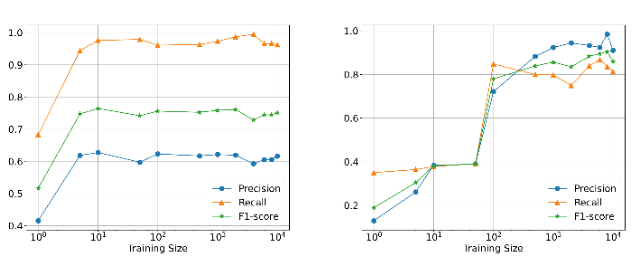 1.0
0.9
0.8
0.7
0.6
0.5
0.4
Precision
Recall
F1-score
10^0 10^1 10^2 10^3 10^4
Training Size
1.0
0.8
0.6
0.4
0.2
Precision
Recall
F1-score
10^0 10^1 10^2 10^3 10^4
Training Size